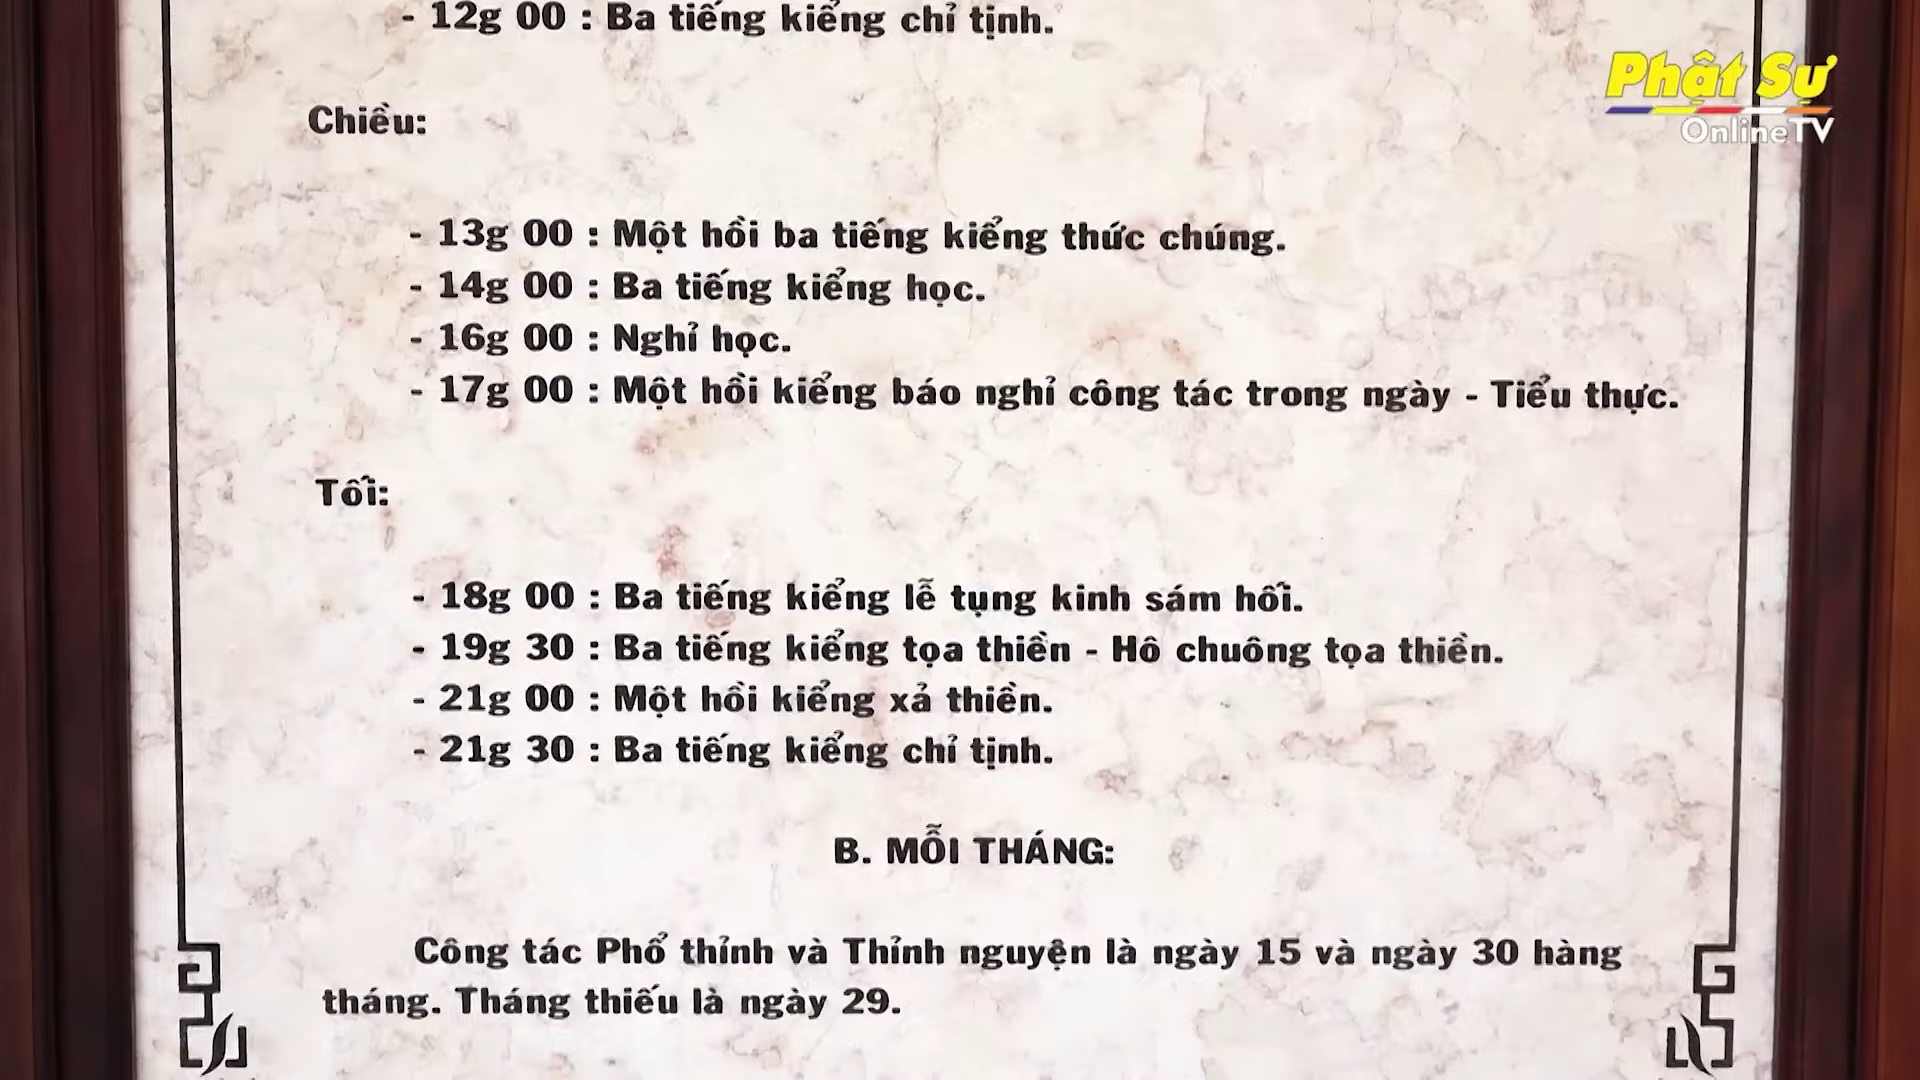 - 12g 00 : Ba tiếng kiểng chỉ tịnh.
Phật Sự
OnlineTV
Chiều:
- 13g 00 : Một hồi ba tiếng kiểng thức chúng.
- 14g 00 : Ba tiếng kiểng học.
- 16g 00 : Nghỉ học.
- 17g 00 : Một hồi kiểng báo nghỉ công tác trong ngày - Tiểu thực.
Tối:
- 18g 00 : Ba tiếng kiểng lễ tụng kinh sám hối.
- 19g 30 : Ba tiếng kiểng tọa thiền - Hô chuông tọa thiền.
- 21g 00 : Một hồi kiểng xả thiền.
- 21g 30 : Ba tiếng kiểng chỉ tịnh.
B. MỖI THÁNG:
Công tác Phổ thỉnh và Thỉnh nguyện là ngày 15 và ngày 30 hàng
tháng. Tháng thiếu là ngày 29.